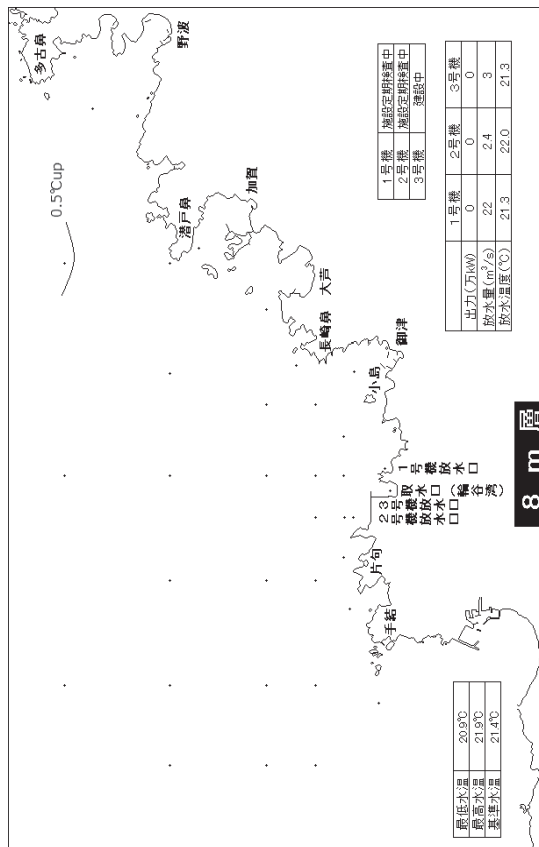 多古鼻
野波
0.5℃up
潜戸鼻
加賀
大芦
長崎鼻
御津
小島
1号機放水口
取水口(輪谷湾)
3号機放水口
2号機放水口
片句
手結
1号機 施設定期検査中
2号機 施設定期検査中
3号機 建設中
1号機 2号機 3号機
出力(万kW) 0 0 0
放水量(m³/s) 22 2.4 3
放水温度(℃) 21.3 22.0 21.3
8m層
最低水温 20.9℃
最高水温 21.9℃
基準水温 21.4℃